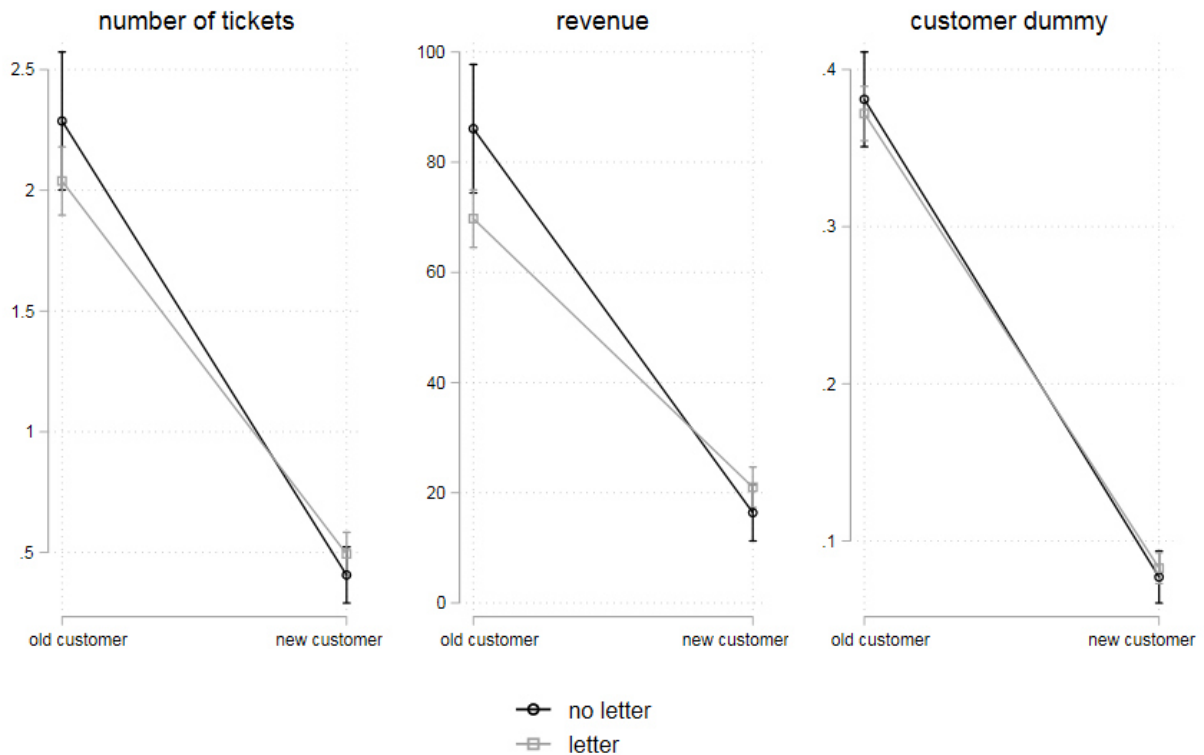 number of tickets
2.5
2
1.5
1
.5
old customer
new customer
revenue
100
80
60
40
20
0
old customer
new customer
customer dummy
.4
.3
.2
.1
old customer
new customer
no letter
letter